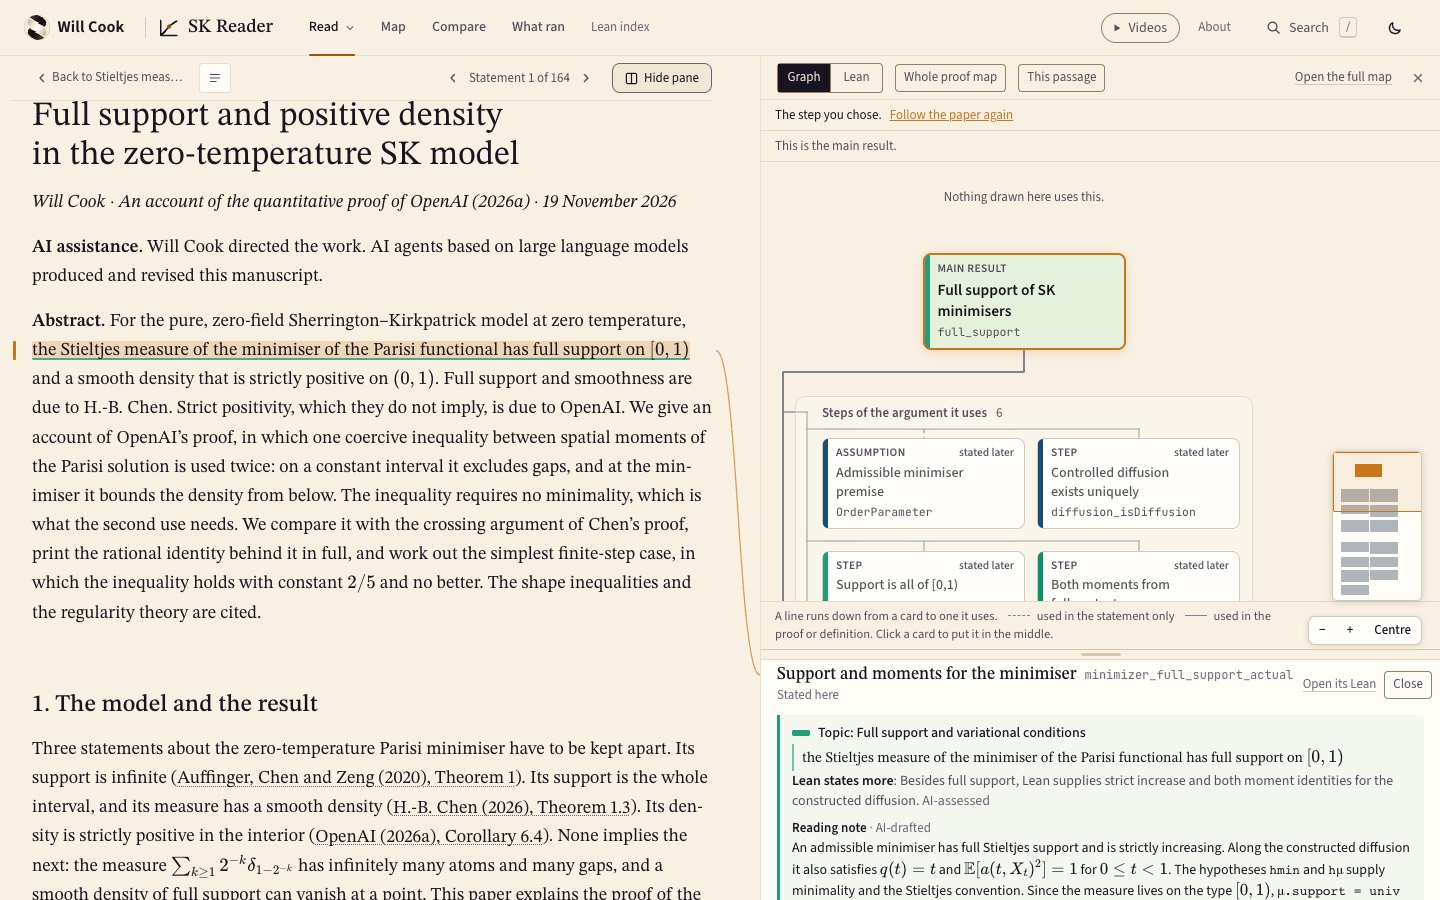 Will Cook
SK Reader
Read
Map
Compare
What ran
Lean index
Videos
About
Search /
Back to Stieltjes meas…
Statement 1 of 164
Hide pane
Full support and positive density
in the zero-temperature SK model
Will Cook · An account of the quantitative proof of OpenAI (2026a) · 19 November 2026
AI assistance. Will Cook directed the work. AI agents based on large language models
produced and revised this manuscript.
Abstract. For the pure, zero-field Sherrington–Kirkpatrick model at zero temperature,
the Stieltjes measure of the minimiser of the Parisi functional has full support on [0, 1)
and a smooth density that is strictly positive on (0, 1). Full support and smoothness are
due to H.-B. Chen. Strict positivity, which they do not imply, is due to OpenAI. We give an
account of OpenAI’s proof, in which one coercive inequality between spatial moments of
the Parisi solution is used twice: on a constant interval it excludes gaps, and at the min-
imiser it bounds the density from below. The inequality requires no minimality, which is
what the second use needs. We compare it with the crossing argument of Chen’s proof,
print the rational identity behind it in full, and work out the simplest finite-step case, in
which the inequality holds with constant 2/5 and no better. The shape inequalities and
the regularity theory are cited.
1. The model and the result
Three statements about the zero-temperature Parisi minimiser have to be kept apart. Its
support is infinite (Auffinger, Chen and Zeng (2020), Theorem 1). Its support is the whole
interval, and its measure has a smooth density (H.-B. Chen (2026), Theorem 1.3). Its den-
sity is strictly positive in the interior (OpenAI (2026a), Corollary 6.4). None implies the
next: the measure ∑k≥1 2^−k δ1−2^−k has infinitely many atoms and many gaps, and a
smooth density of full support can vanish at a point. This paper explains the proof of the
Graph
Lean
Whole proof map
This passage
Open the full map
The step you chose. Follow the paper again
This is the main result.
Nothing drawn here uses this.
MAIN RESULT
Full support of SK
minimisers
full_support
Steps of the argument it uses 6
ASSUMPTION stated later
Admissible minimiser
premise
OrderParameter
STEP stated later
Controlled diffusion
exists uniquely
diffusion_isDiffusion
STEP stated later
Support is all of [0,1)
STEP stated later
Both moments from
A line runs down from a card to one it uses. used in the statement only used in the
proof or definition. Click a card to put it in the middle.
− + Centre
Support and moments for the minimiser minimizer_full_support_actual
Stated here
Open its Lean
Close
Topic: Full support and variational conditions
the Stieltjes measure of the minimiser of the Parisi functional has full support on [0, 1)
Lean states more: Besides full support, Lean supplies strict increase and both moment identities for the
constructed diffusion. AI-assessed
Reading note · AI-drafted
An admissible minimiser has full Stieltjes support and is strictly increasing. Along the constructed diffusion
it also satisfies q(t) = t and 𝔼[a(t, Xt)²] = 1 for 0 ≤ t < 1. The hypotheses hmin and hμ supply
minimality and the Stieltjes convention. Since the measure lives on the type [0, 1), μ.support = univ